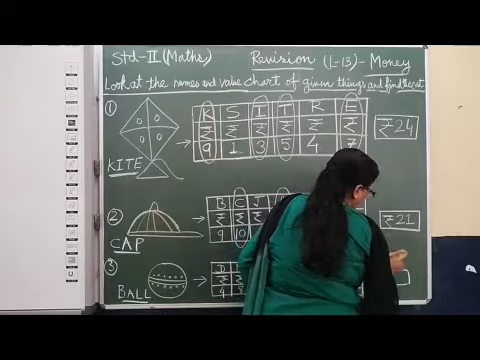 Std-II (Maths) Revision (L-13)- Money
Look at the names and value chart of given things and find the cost
1
K S I T R E
₹ ₹ ₹ ₹ ₹ ₹
9 1 3 5 4 7
₹24
KITE
2
B C J
₹ ₹ ₹
9 10
₹21
CAP
3
D
₹ ₹
4
BALL